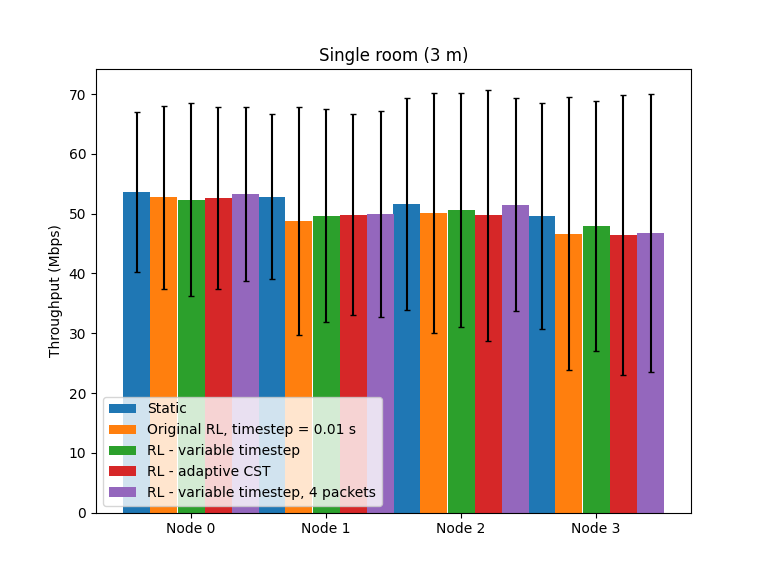 Single room (3 m)
Throughput (Mbps)
70
60
50
40
30
20
10
0
Static
Original RL, timestep = 0.01 s
RL - variable timestep
RL - adaptive CST
RL - variable timestep, 4 packets
Node 0
Node 1
Node 2
Node 3